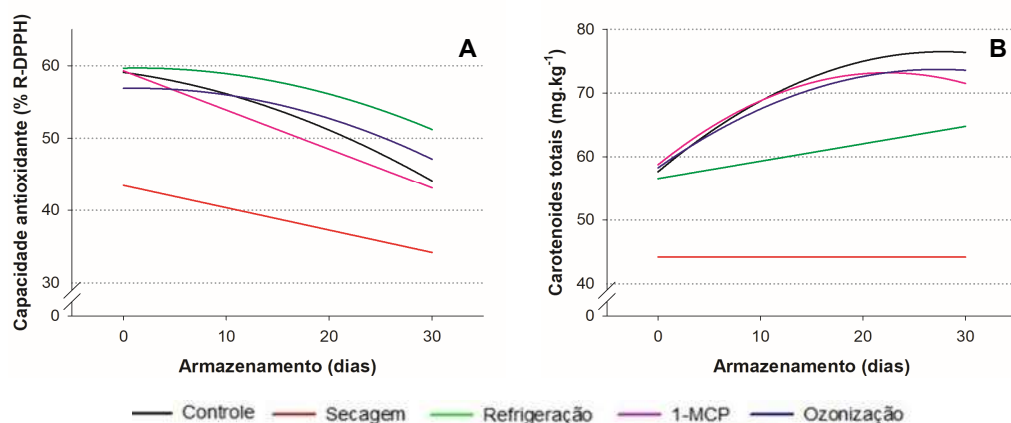 A
Capacidade antioxidante (% R-DPPH)
60
50
40
30
0
0 10 20 30
Armazenamento (dias)
B
Carotenoides totais (mg.kg⁻¹)
80
70
60
50
40
0
0 10 20 30
Armazenamento (dias)
Controle Secagem Refrigeração 1-MCP Ozonização